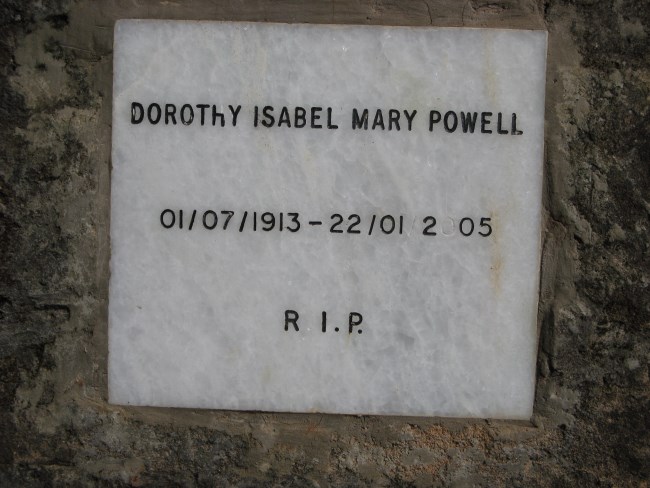 DOROThY ISABEL MARY POWELL
01/07/1913 - 22/01 2005
R I.P.